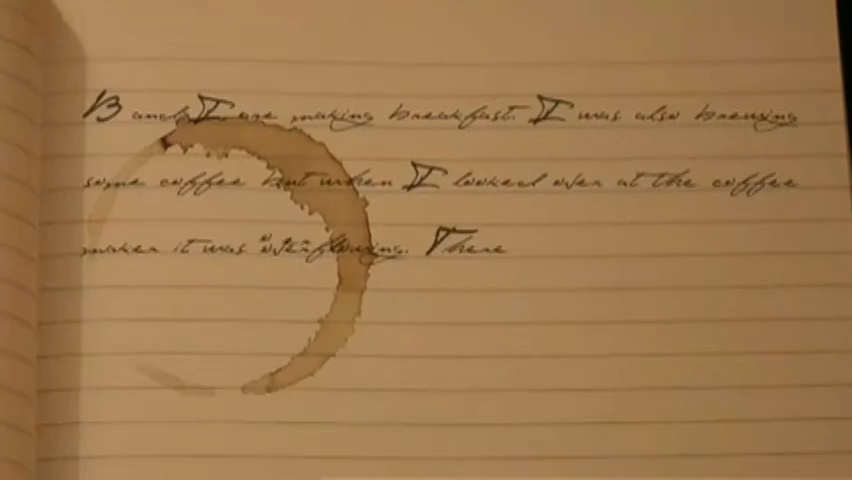 B and I are making breakfast. I was also brewing
some coffee but when I looked over at the coffee
maker it was overflowing. There